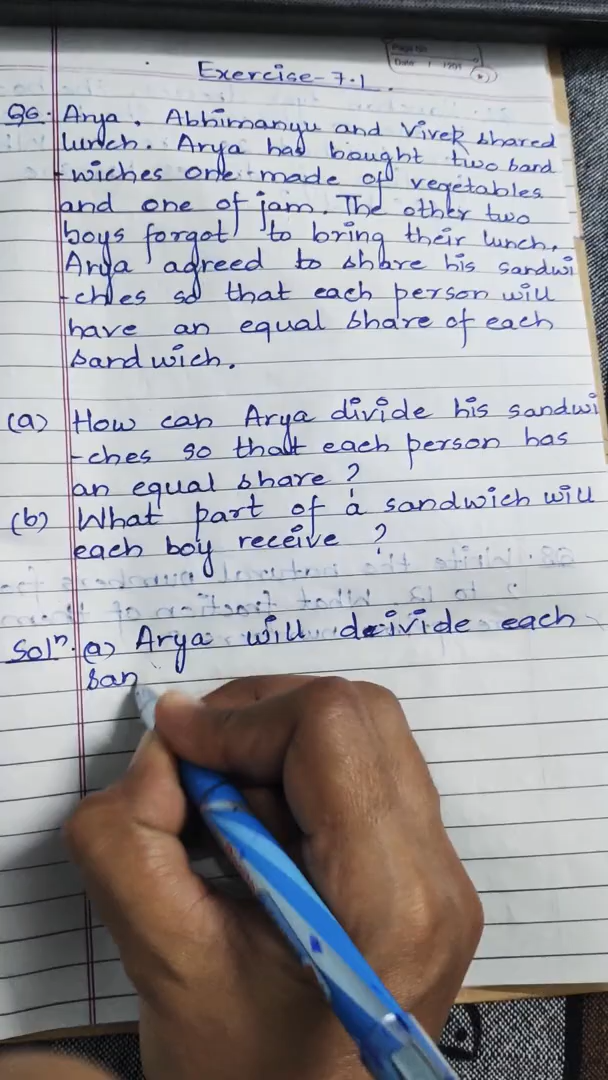 Exercise-7.1
Q6. Arya, Abhimanyu and Vivek shared
lunch. Arya had bought two sand
-wiches one made of vegetables
and one of jam. The other two
boys forgot to bring their lunch.
Arya agreed to share his sandwi
-ches so that each person will
have an equal share of each
sandwich.
(a) How can Arya divide his sandwi
-ches so that each person has
an equal share?
(b) What part of a sandwich will
each boy receive?
Solⁿ. (a) Arya will deivide each
san